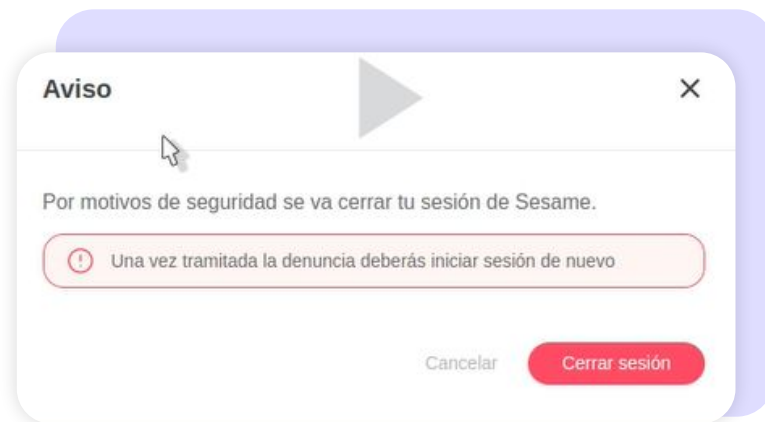 Aviso
Por motivos de seguridad se va cerrar tu sesión de Sesame.
Una vez tramitada la denuncia deberás iniciar sesión de nuevo
Cancelar
Cerrar sesión